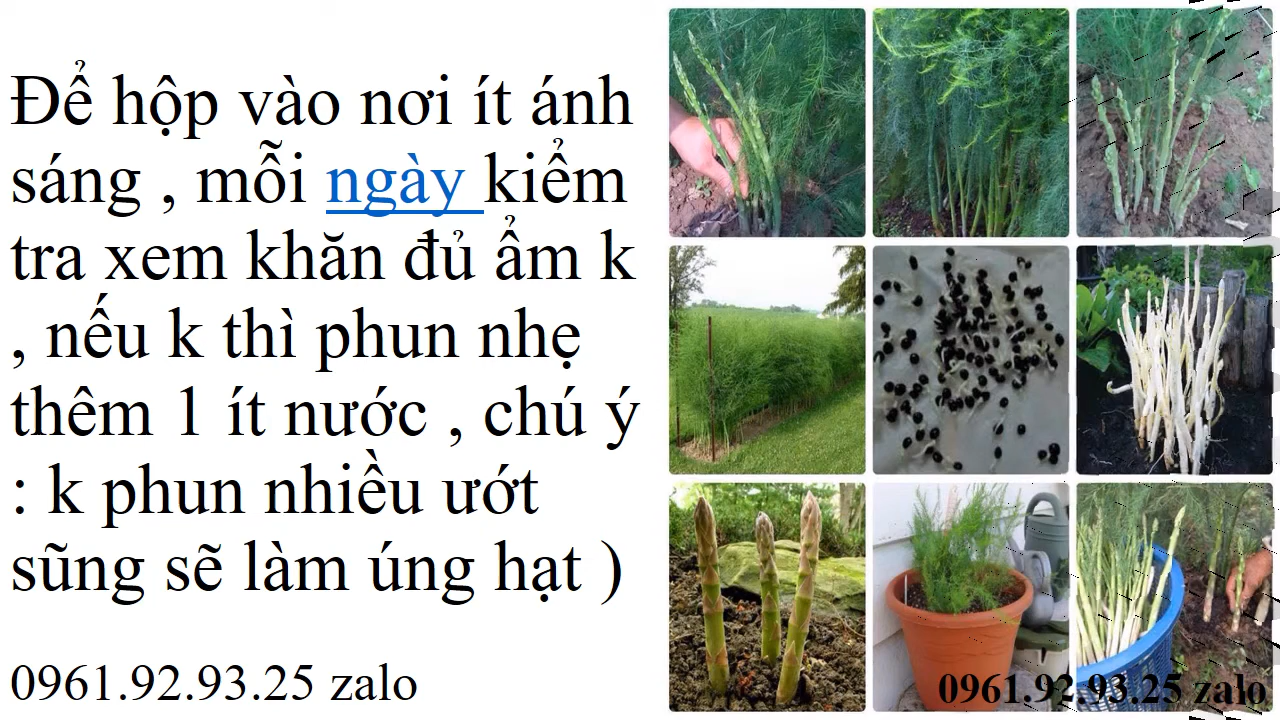 Để hộp vào nơi ít ánh
sáng , mỗi ngày kiểm
tra xem khăn đủ ẩm k
, nếu k thì phun nhẹ
thêm 1 ít nước , chú ý
: k phun nhiều ướt
sũng sẽ làm úng hạt )
0961.92.93.25 zalo
0961.92.93.25 zalo